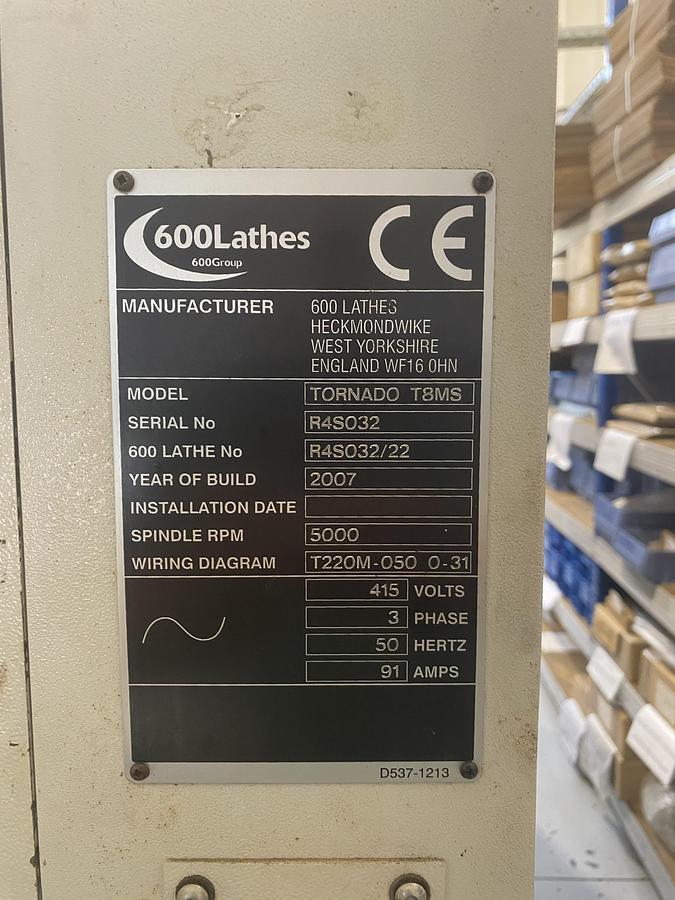 600Lathes
600Group
CE
MANUFACTURER 600 LATHES
HECKMONDWIKE
WEST YORKSHIRE
ENGLAND WF16 0HN
MODEL TORNADO T8MS
SERIAL No R4S032
600 LATHE No R4S032/22
YEAR OF BUILD 2007
INSTALLATION DATE
SPINDLE RPM 5000
WIRING DIAGRAM T220M-050 0-31
415 VOLTS
3 PHASE
50 HERTZ
91 AMPS
D537-1213